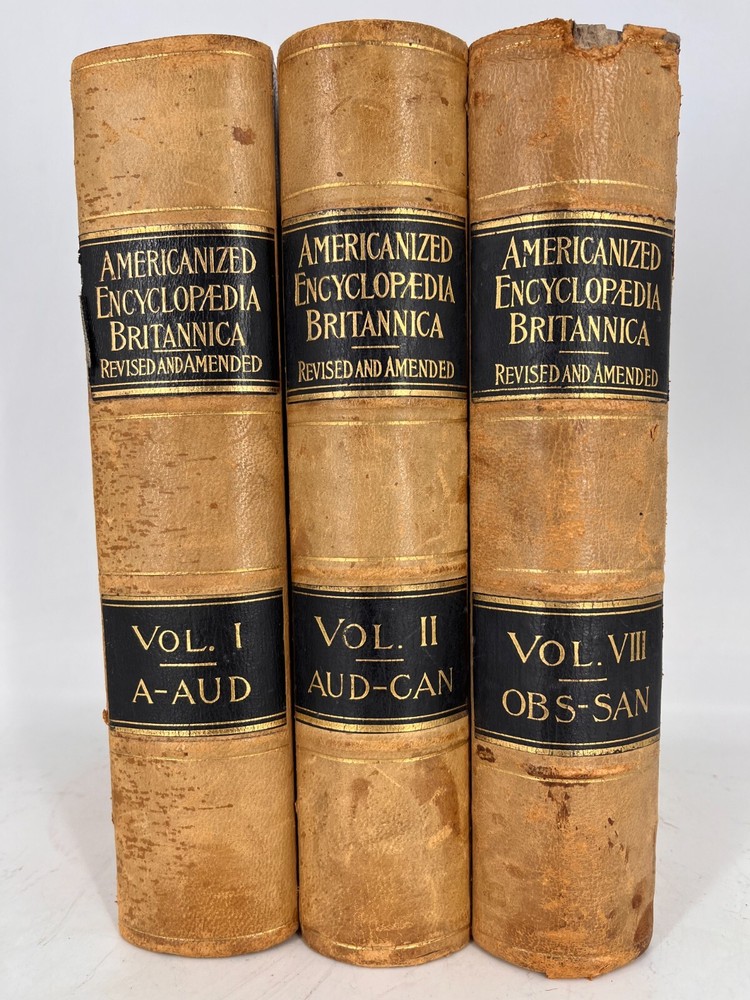 AMERICANIZED
ENCYCLOPÆDIA
BRITANNICA
REVISED AND AMENDED
VOL. I
A-AUD
AMERICANIZED
ENCYCLOPÆDIA
BRITANNICA
REVISED AND AMENDED
VOL. II
AUD-CAN
AMERICANIZED
ENCYCLOPÆDIA
BRITANNICA
REVISED AND AMENDED
VOL. VIII
OBS-SAN